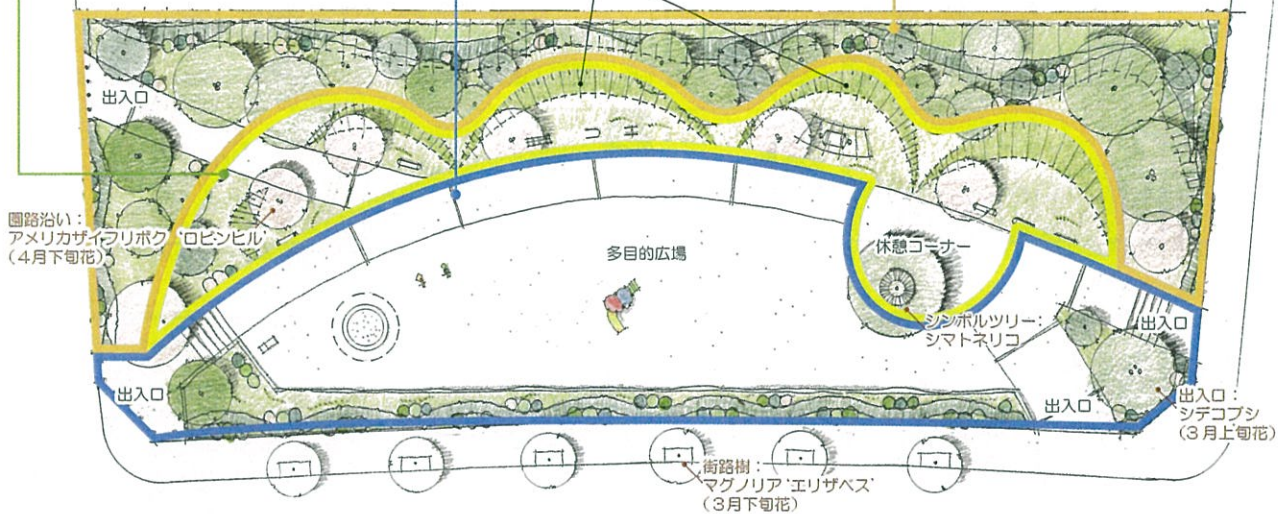 出入口
園路沿い：
アメリカザイフリボク 'ロビンヒル'
(4月下旬花)
多目的広場
休憩コーナー
シンボルツリー：
シマトネリコ
出入口
出入口
出入口
出入口：
シデコブシ
(3月上旬花)
街路樹：
マグノリア 'エリザベス'
(3月下旬花)